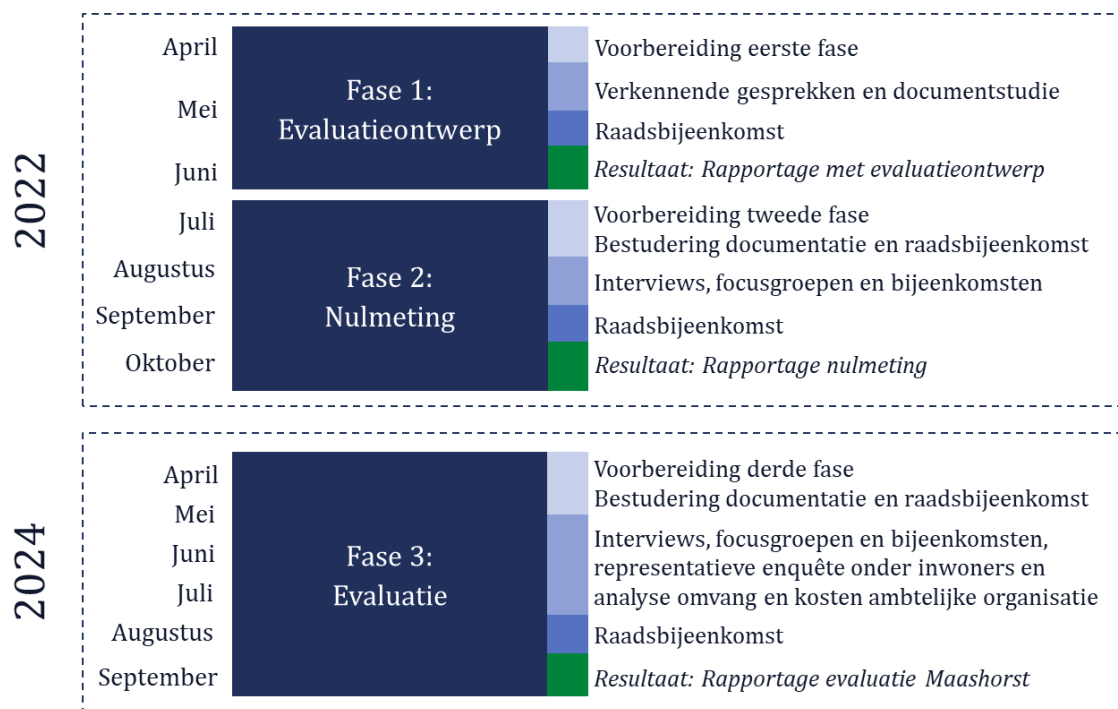 2022
April
Mei
Juni
Fase 1:
Evaluatieontwerp
Voorbereiding eerste fase
Verkennende gesprekken en documentstudie
Raadsbijeenkomst
Resultaat: Rapportage met evaluatieontwerp
Juli
Augustus
September
Oktober
Fase 2:
Nulmeting
Voorbereiding tweede fase
Bestudering documentatie en raadsbijeenkomst
Interviews, focusgroepen en bijeenkomsten
Raadsbijeenkomst
Resultaat: Rapportage nulmeting
2024
April
Mei
Juni
Juli
Augustus
September
Fase 3:
Evaluatie
Voorbereiding derde fase
Bestudering documentatie en raadsbijeenkomst
Interviews, focusgroepen en bijeenkomsten,
representatieve enquête onder inwoners en
analyse omvang en kosten ambtelijke organisatie
Raadsbijeenkomst
Resultaat: Rapportage evaluatie Maashorst